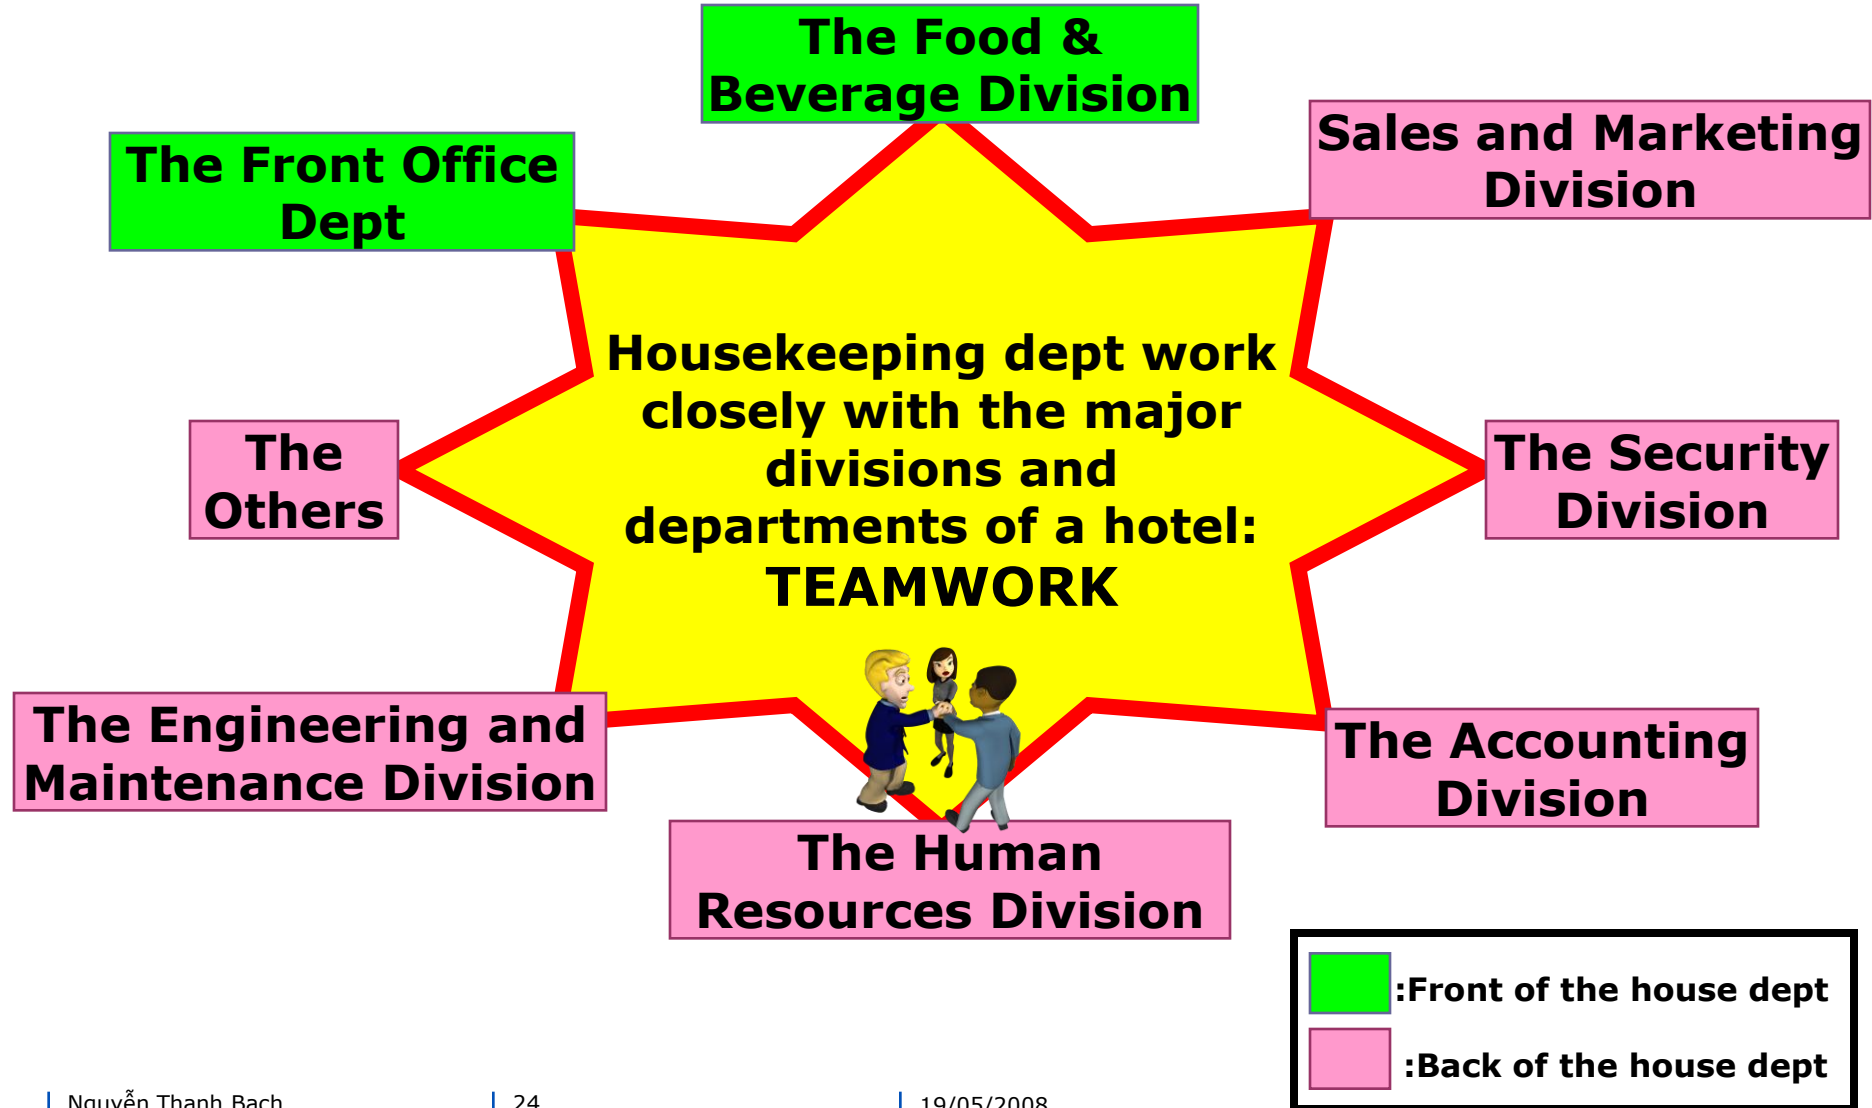 The Food &
Beverage Division
Sales and Marketing
Division
The Front Office
Dept
Housekeeping dept work
closely with the major
divisions and
departments of a hotel:
TEAMWORK
The
Others
The Security
Division
The Engineering and
Maintenance Division
The Accounting
Division
The Human
Resources Division
:Front of the house dept
:Back of the house dept
Nguyễn Thanh Bach
24
19/05/2008